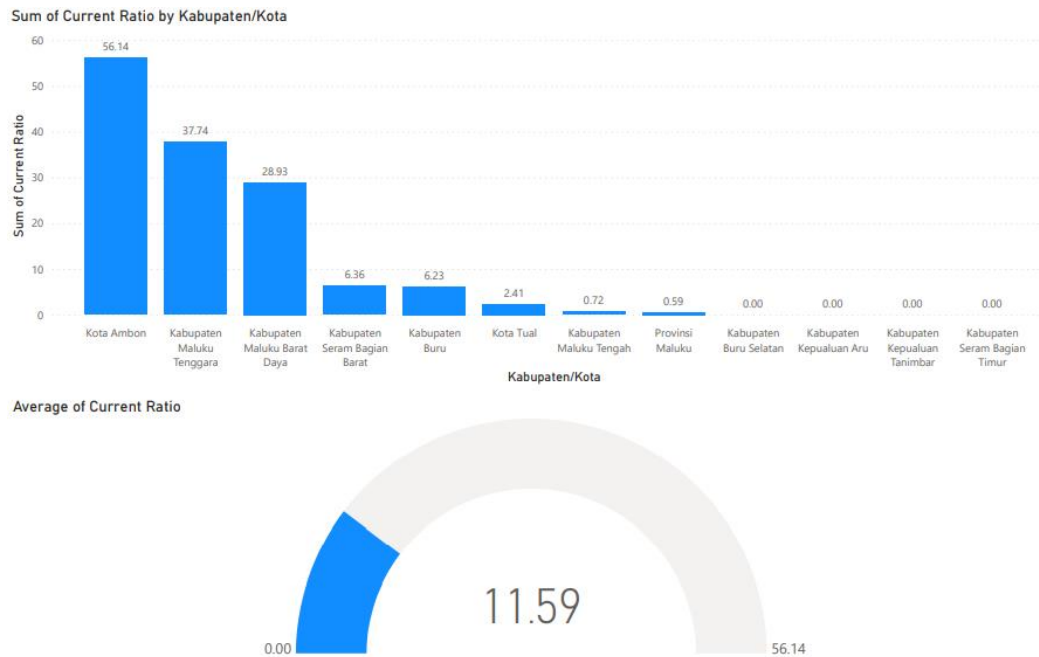 Sum of Current Ratio by Kabupaten/Kota
Sum of Current Ratio
60
50
40
30
20
10
0
56.14
37.74
28.93
6.36
6.23
2.41
0.72
0.59
0.00
0.00
0.00
0.00
Kota Ambon
Kabupaten
Maluku
Tenggara
Kabupaten
Maluku Barat
Daya
Kabupaten
Seram Bagian
Barat
Kabupaten
Buru
Kota Tual
Kabupaten
Maluku Tengah
Provinsi
Maluku
Kabupaten
Buru Selatan
Kabupaten
Kepualuan Aru
Kabupaten
Kepualuan
Tanimbar
Kabupaten
Seram Bagian
Timur
Kabupaten/Kota
Average of Current Ratio
11.59
0.00
56.14